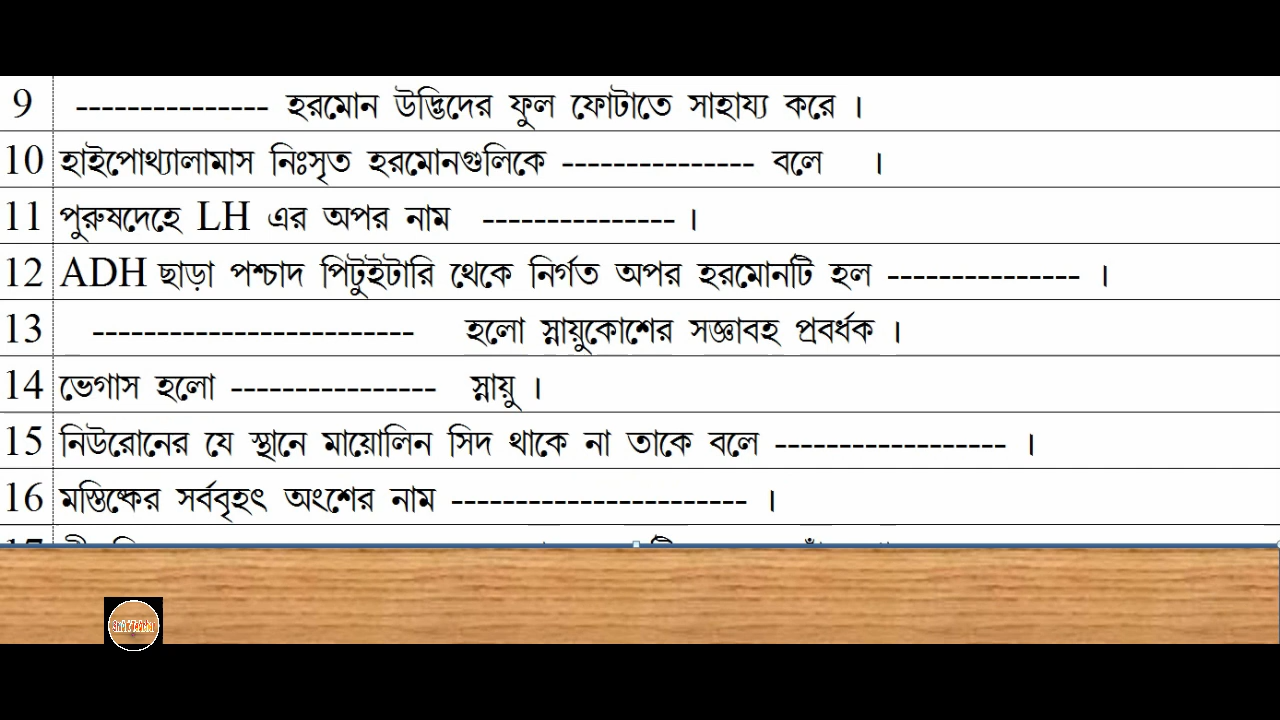 9 --------------- হরমোন উদ্ভিদের ফুল ফোটাতে সাহায্য করে ।
10 হাইপোথ্যালামাস নিঃসৃত হরমোনগুলিকে --------------- বলে ।
11 পুরুষদেহে LH এর অপর নাম --------------- ।
12 ADH ছাড়া পশ্চাদ পিটুইটারি থেকে নির্গত অপর হরমোনটি হল --------------- ।
13 ------------------------- হলো স্নায়ুকোশের সজ্ঞাবহ প্রবর্ধক ।
14 ভেগাস হলো ---------------- স্নায়ু ।
15 নিউরোনের যে স্থানে মায়োলিন সিদ থাকে না তাকে বলে ------------------ ।
16 মস্তিষ্কের সর্ববৃহৎ অংশের নাম ----------------------- ।
17